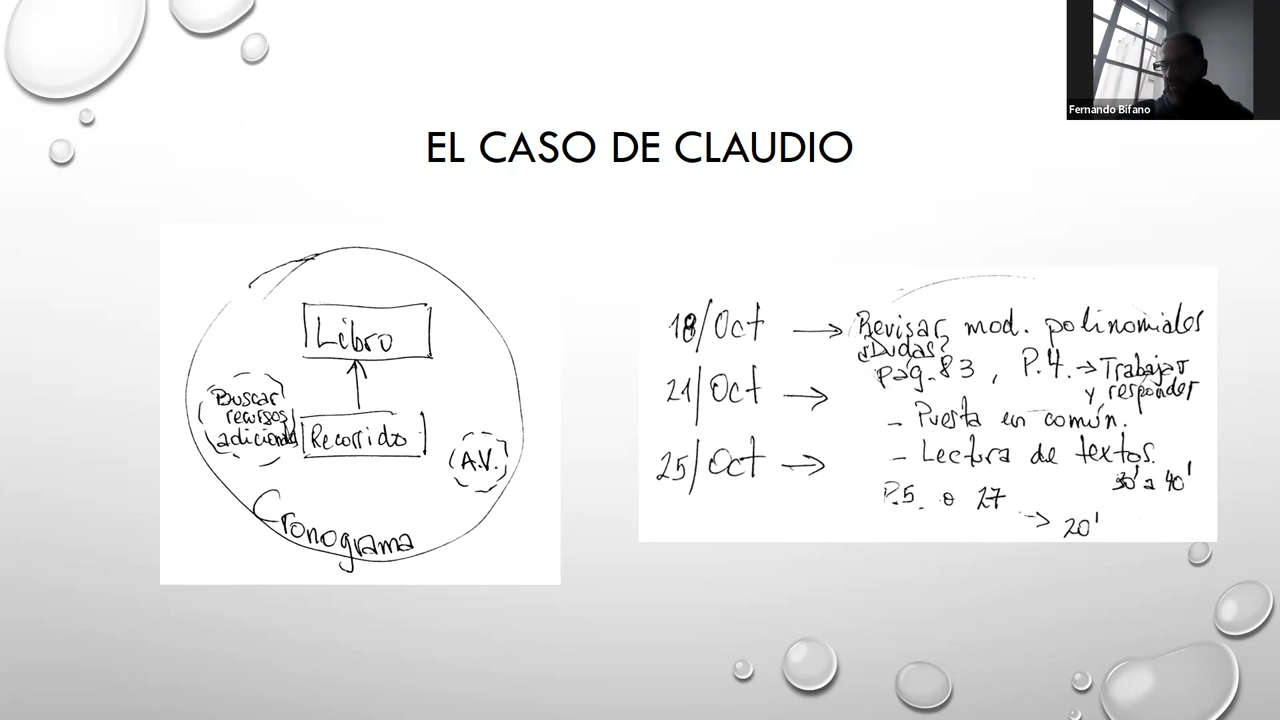 Fernando Bifano
EL CASO DE CLAUDIO
Libro
Buscar
recursos
adicionales
Recorrido
A.V.
Cronograma
18/Oct → Revisar mod. polinomiales
¿Dudas?
21/Oct → pág. 83, P.4. → Trabajar
y responder
- Puesta en común.
25/Oct → - Lectura de textos.
30' a 40'
P.5. o 27
→ 20'